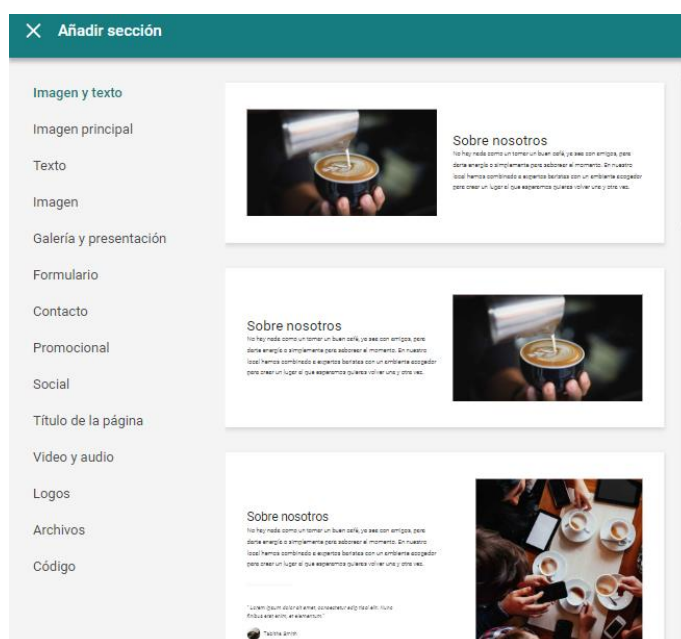 Añadir sección
Imagen y texto
Imagen principal
Texto
Imagen
Galería y presentación
Formulario
Contacto
Promocional
Social
Título de la página
Video y audio
Logos
Archivos
Código
Sobre nosotros
No hay nada como un tomar un buen café, ya sea con amigos, para
darte energía o simplemente para saborear el momento. En nuestro
local hemos combinado a expertos baristas con un ambiente acogedor
para crear un lugar al que esperamos quieras volver una y otra vez.
Sobre nosotros
No hay nada como un tomar un buen café, ya sea con amigos, para
darte energía o simplemente para saborear el momento. En nuestro
local hemos combinado a expertos baristas con un ambiente acogedor
para crear un lugar al que esperamos quieras volver una y otra vez.
Sobre nosotros
No hay nada como un tomar un buen café, ya sea con amigos, para
darte energía o simplemente para saborear el momento. En nuestro
local hemos combinado a expertos baristas con un ambiente acogedor
para crear un lugar al que esperamos quieras volver una y otra vez.
"Lorem ipsum dolor sit amet, consectetur adipiscing elit. Nunc
finibus erat enim, et elementum."
Tabitha Smith